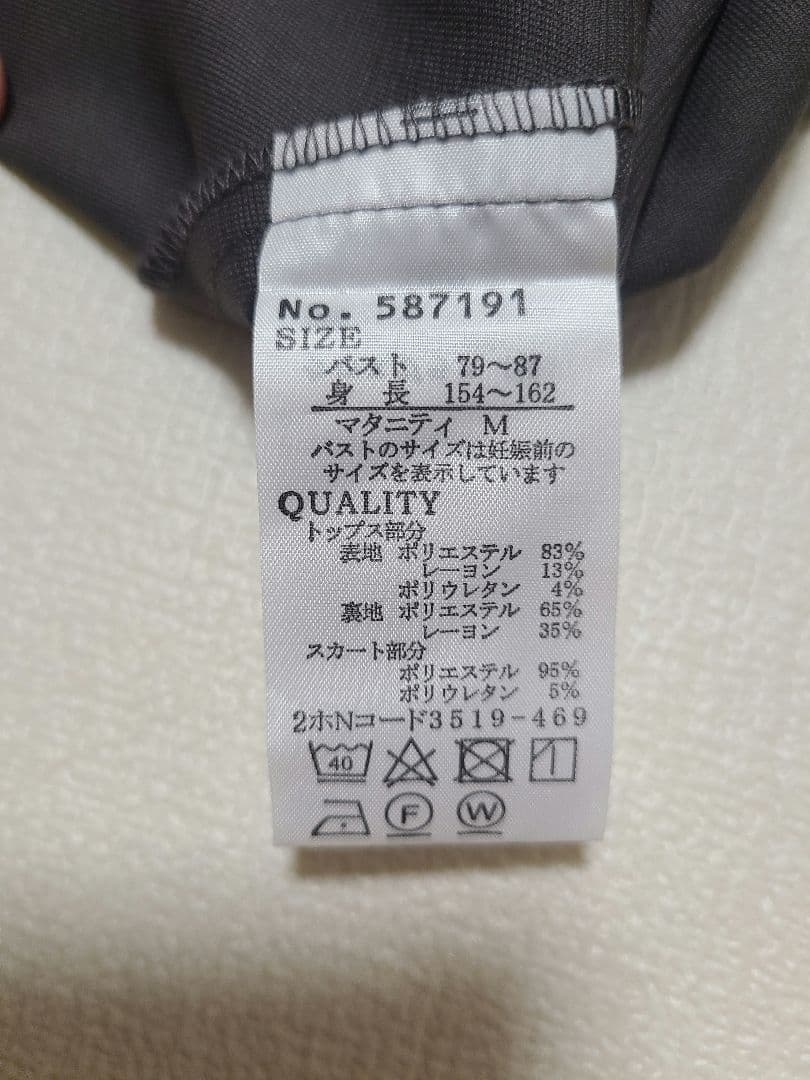 No. 587191
SIZE
バスト 79～87
身長 154～162
マタニティ M
バストのサイズは妊娠前の
サイズを表示しています
QUALITY
トップス部分
表地 ポリエステル 83%
レーヨン 13%
ポリウレタン 4%
裏地 ポリエステル 65%
レーヨン 35%
スカート部分
ポリエステル 95%
ポリウレタン 5%
2ホNコード3519-469
40
F W